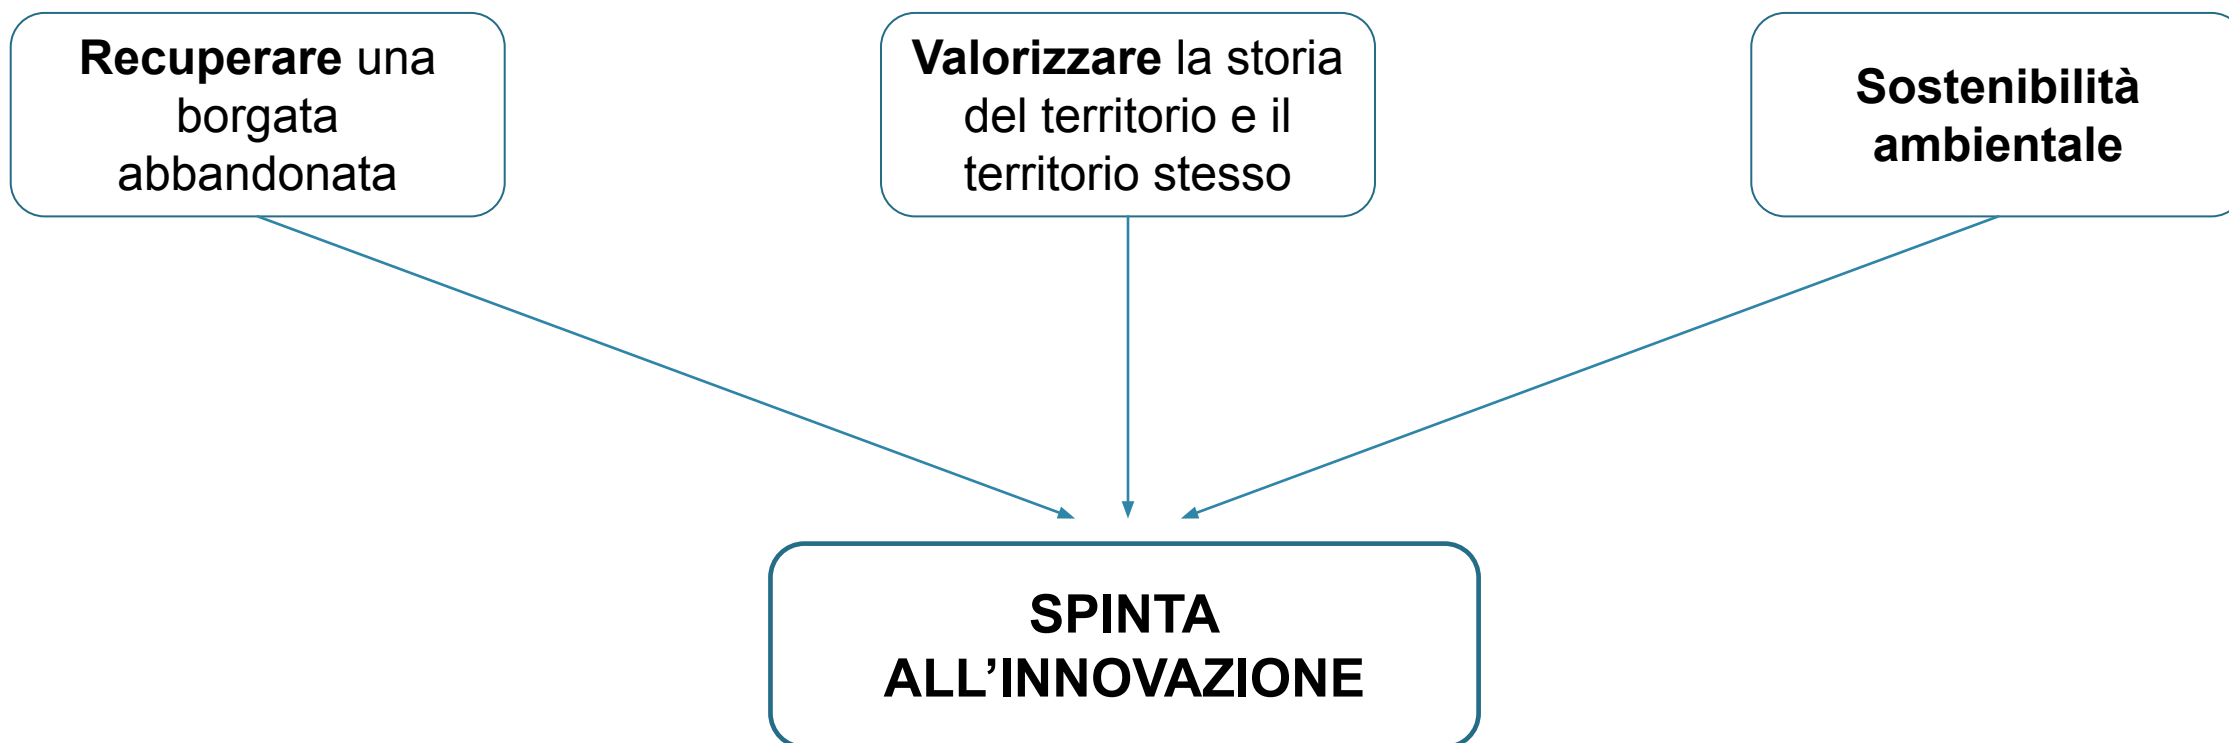 Recuperare una
borgata
abbandonata
Valorizzare la storia
del territorio e il
territorio stesso
Sostenibilità
ambientale
SPINTA
ALL’INNOVAZIONE